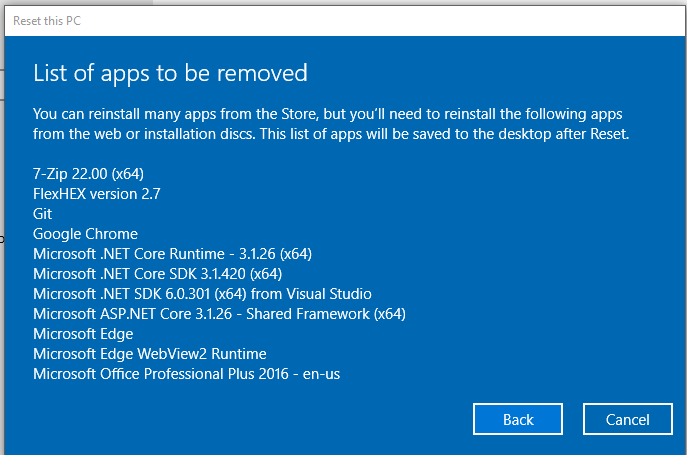 Reset this PC
List of apps to be removed
You can reinstall many apps from the Store, but you'll need to reinstall the following apps
from the web or installation discs. This list of apps will be saved to the desktop after Reset.
7-Zip 22.00 (x64)
FlexHEX version 2.7
Git
Google Chrome
Microsoft .NET Core Runtime - 3.1.26 (x64)
Microsoft .NET Core SDK 3.1.420 (x64)
Microsoft .NET SDK 6.0.301 (x64) from Visual Studio
Microsoft ASP.NET Core 3.1.26 - Shared Framework (x64)
Microsoft Edge
Microsoft Edge WebView2 Runtime
Microsoft Office Professional Plus 2016 - en-us
Back Cancel